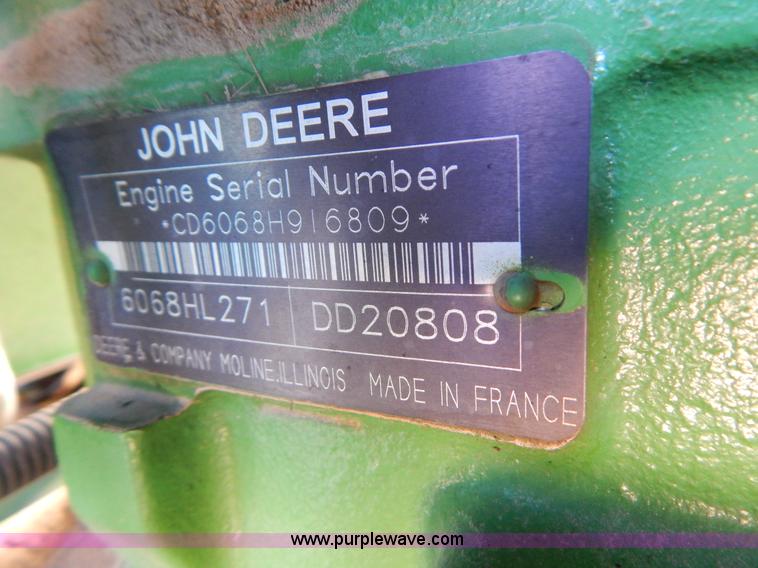 JOHN DEERE
Engine Serial Number
*CD6068H916809*
6068HL271 DD20808
DEERE & COMPANY MOLINE,ILLINOIS MADE IN FRANCE
www.purplewave.com